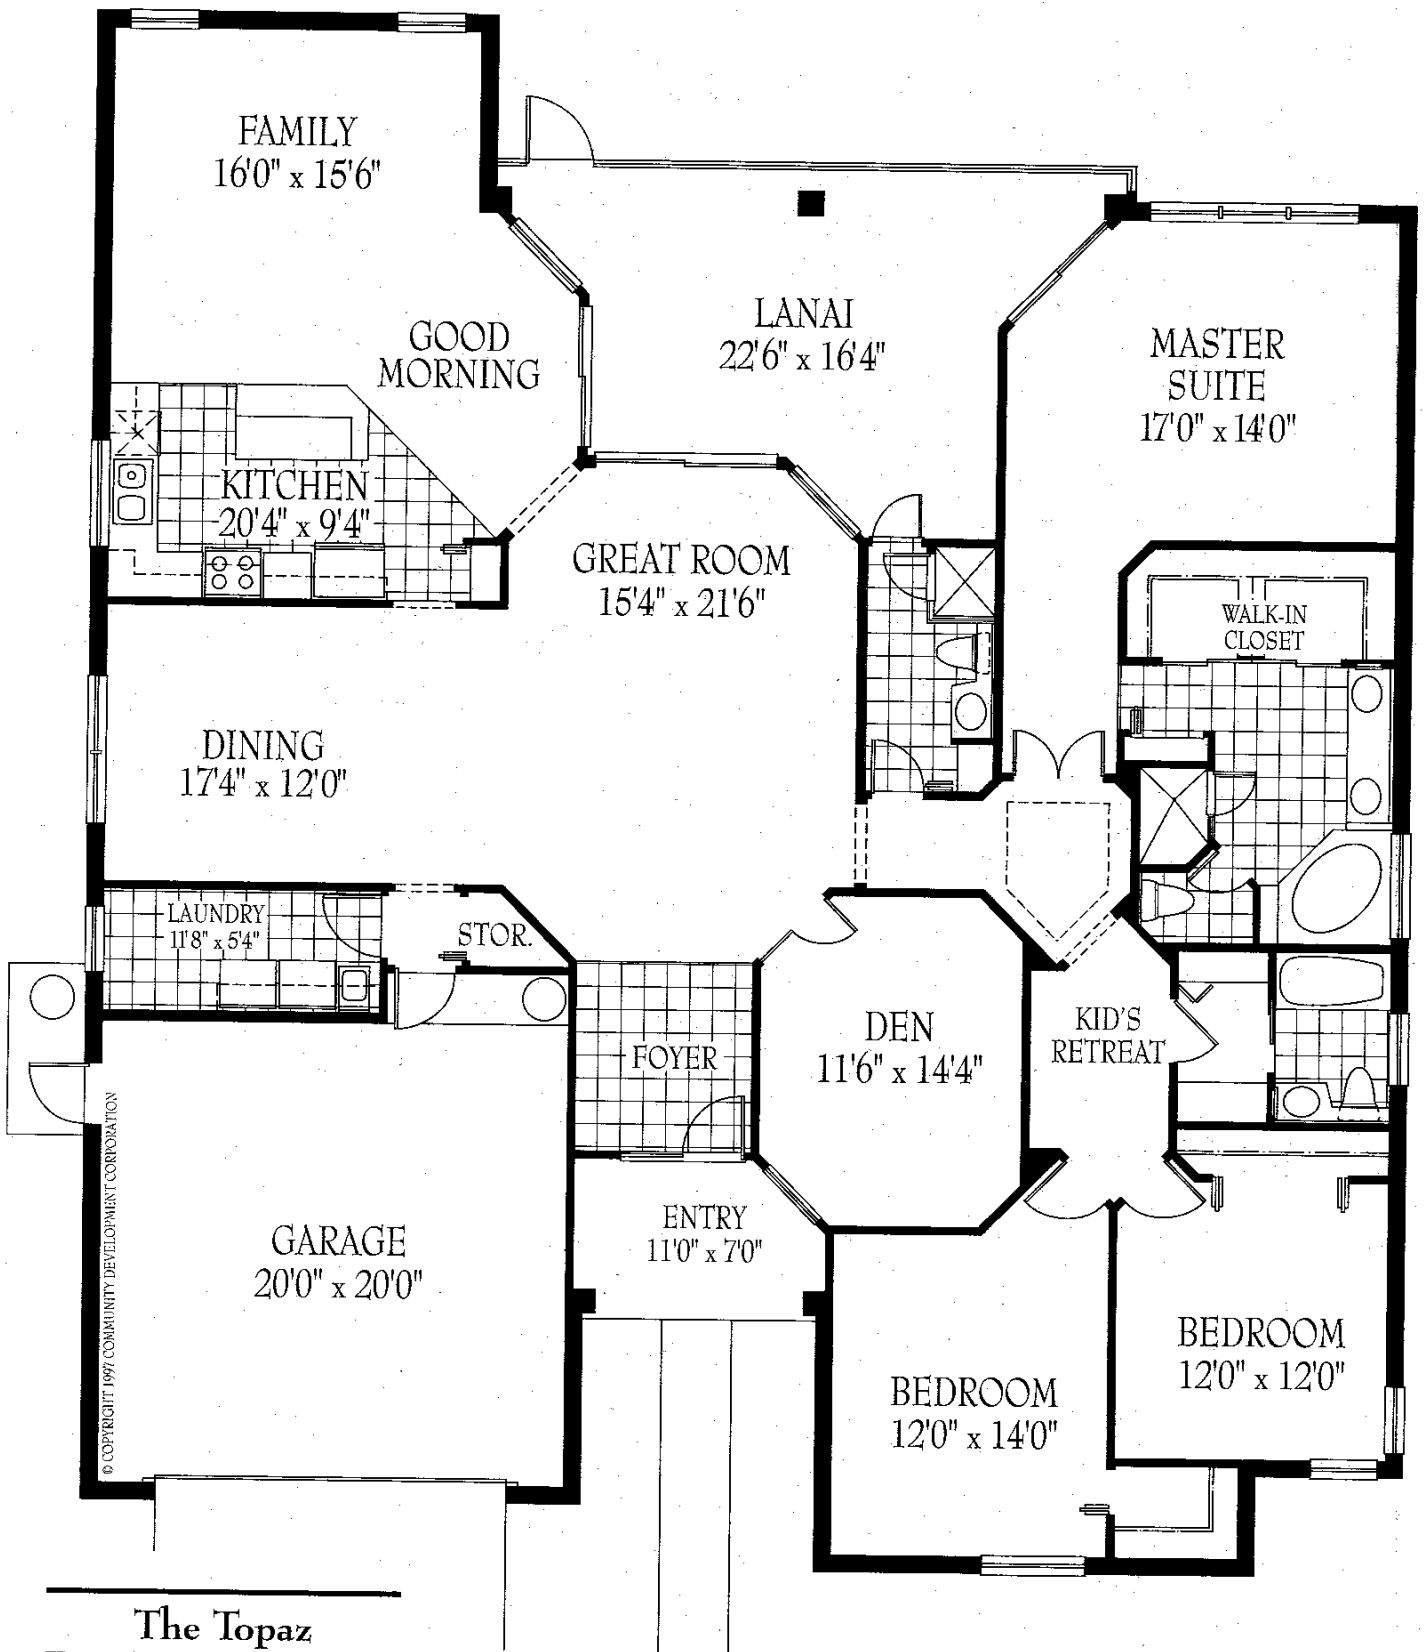 FAMILY
16'0" x 15'6"
GOOD
MORNING
LANAI
22'6" x 16'4"
MASTER
SUITE
17'0" x 14'0"
KITCHEN
20'4" x 9'4"
GREAT ROOM
15'4" x 21'6"
WALK-IN
CLOSET
DINING
17'4" x 12'0"
LAUNDRY
11'8" x 5'4"
STOR.
FOYER
DEN
11'6" x 14'4"
KID'S
RETREAT
GARAGE
20'0" x 20'0"
ENTRY
11'0" x 7'0"
BEDROOM
12'0" x 14'0"
BEDROOM
12'0" x 12'0"
© COPYRIGHT 1997 COMMUNITY DEVELOPMENT CORPORATION
The Topaz